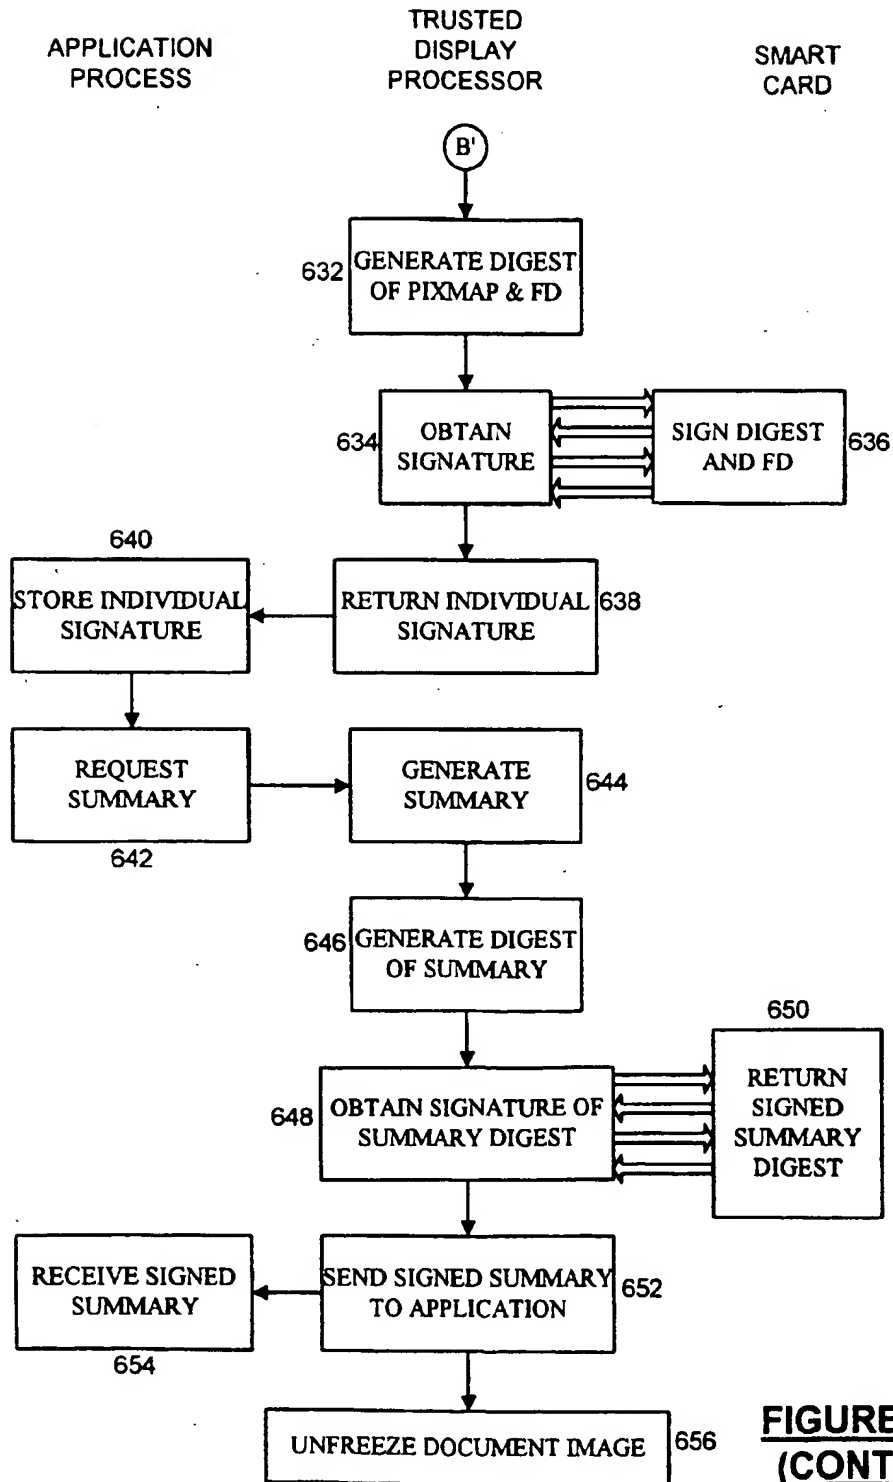 APPLICATION
PROCESS
TRUSTED
DISPLAY
PROCESSOR
SMART
CARD
B'
632
GENERATE DIGEST
OF PIXMAP & FD
634
OBTAIN
SIGNATURE
SIGN DIGEST
AND FD
636
640
STORE INDIVIDUAL
SIGNATURE
RETURN INDIVIDUAL
SIGNATURE
638
REQUEST
SUMMARY
642
GENERATE
SUMMARY
644
646
GENERATE DIGEST
OF SUMMARY
648
OBTAIN SIGNATURE OF
SUMMARY DIGEST
650
RETURN
SIGNED
SUMMARY
DIGEST
RECEIVE SIGNED
SUMMARY
654
SEND SIGNED SUMMARY
TO APPLICATION
652
UNFREEZE DOCUMENT IMAGE
656
FIGURE
(CONT